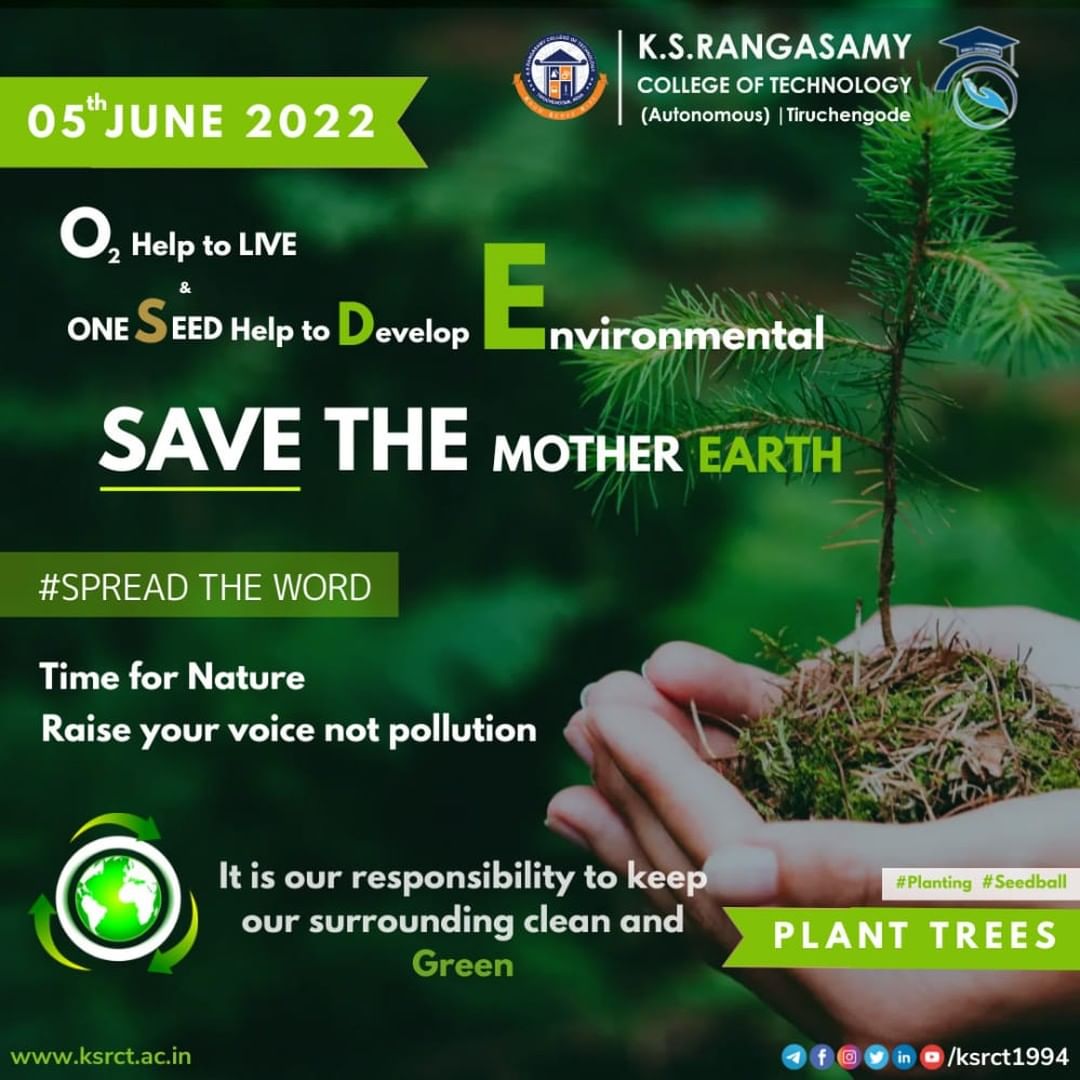 K.S.RANGASAMY
COLLEGE OF TECHNOLOGY
(Autonomous) | Tiruchengode
05th JUNE 2022
O2 Help to LIVE
&
ONE SEED Help to Develop Environmental
SAVE THE MOTHER EARTH
#SPREAD THE WORD
Time for Nature
Raise your voice not pollution
It is our responsibility to keep
our surrounding clean and
Green
#Planting #Seedball
PLANT TREES
www.ksrct.ac.in
/ksrct1994